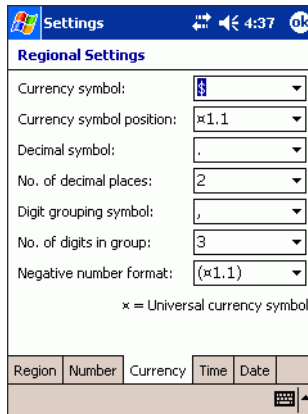 Settings 4:37 ok
Regional Settings
Currency symbol: $
Currency symbol position: ¤1.1
Decimal symbol: .
No. of decimal places: 2
Digit grouping symbol: ,
No. of digits in group: 3
Negative number format: (¤1.1)
¤ = Universal currency symbol
Region Number Currency Time Date